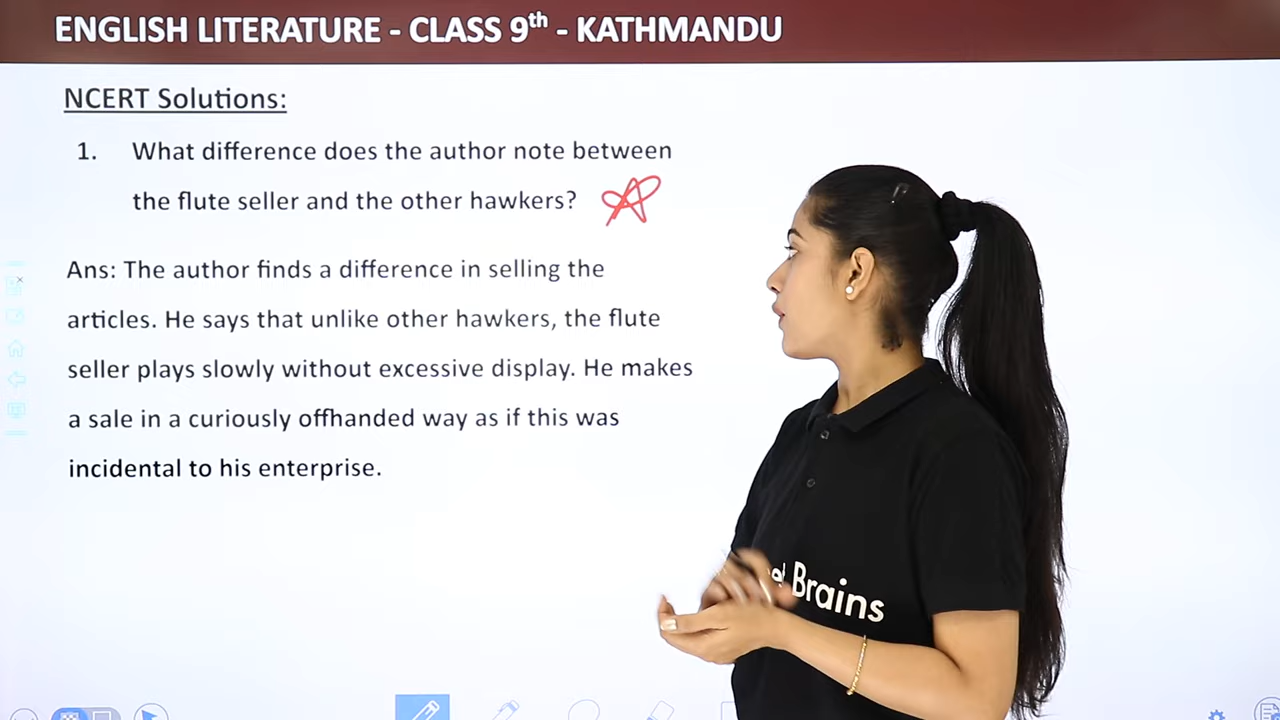 ENGLISH LITERATURE - CLASS 9th - KATHMANDU
NCERT Solutions:
1. What difference does the author note between
the flute seller and the other hawkers?
Ans: The author finds a difference in selling the
articles. He says that unlike other hawkers, the flute
seller plays slowly without excessive display. He makes
a sale in a curiously offhanded way as if this was
incidental to his enterprise.
Brains